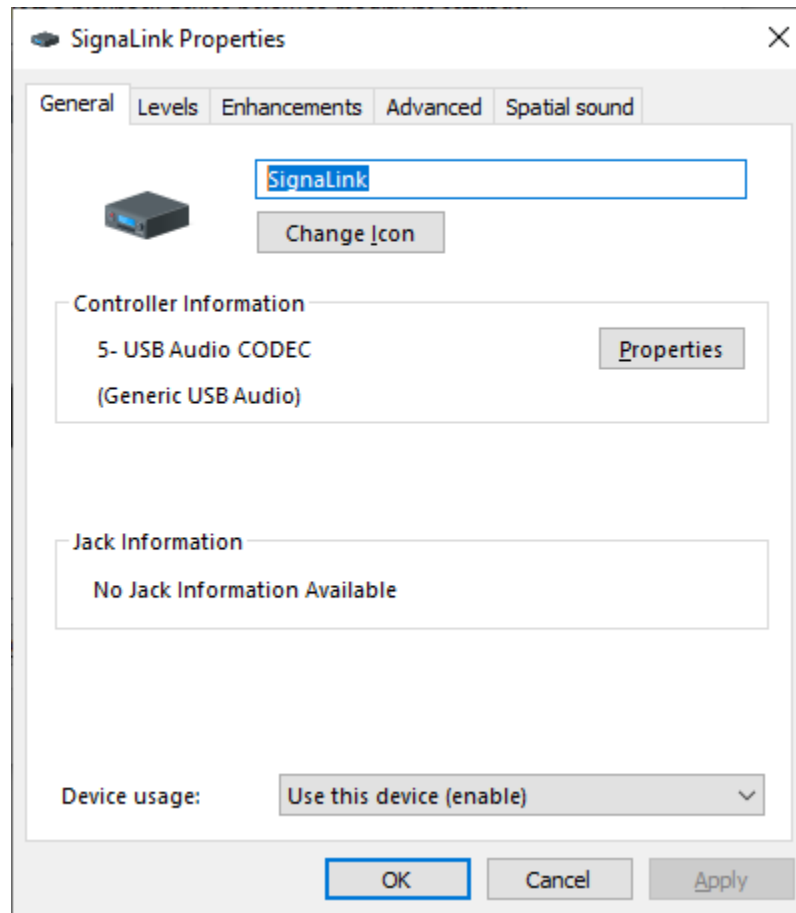 SignaLink Properties
General Levels Enhancements Advanced Spatial sound
SignaLink
Change Icon
Controller Information
5- USB Audio CODEC
Properties
(Generic USB Audio)
Jack Information
No Jack Information Available
Device usage:
Use this device (enable)
OK Cancel Apply